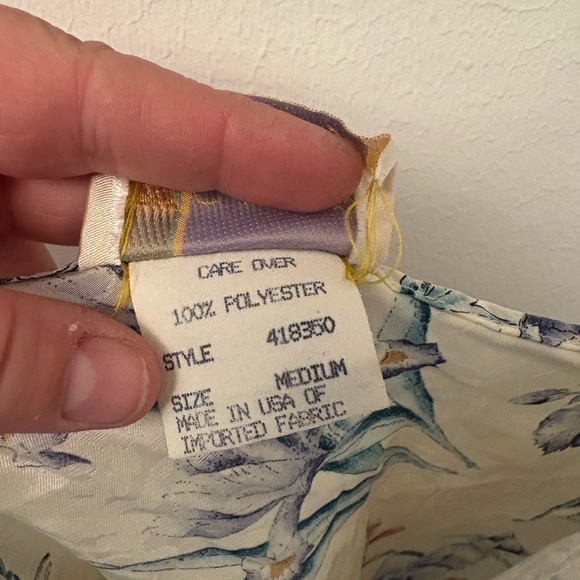 CARE OVER
100% POLYESTER
STYLE 418350
SIZE MEDIUM
MADE IN USA OF
IMPORTED FABRIC